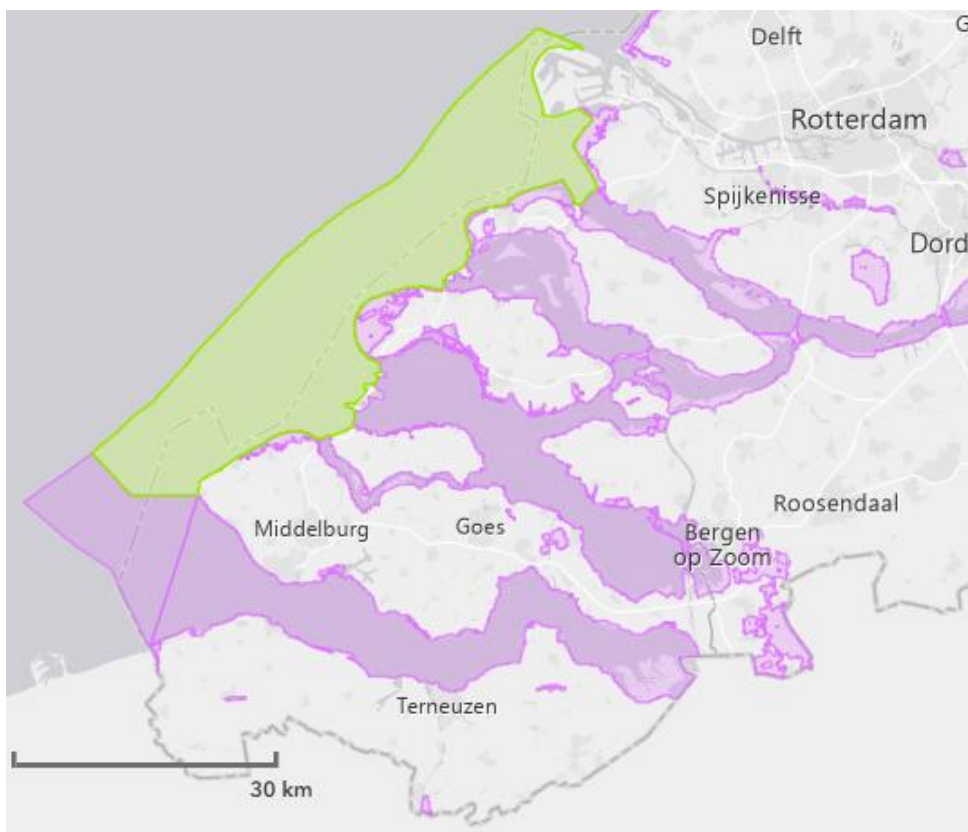 Delft
G
Rotterdam
Spijkenisse
Dord
Roosendaal
Middelburg
Goes
Bergen
op Zoom
Terneuzen
30 km